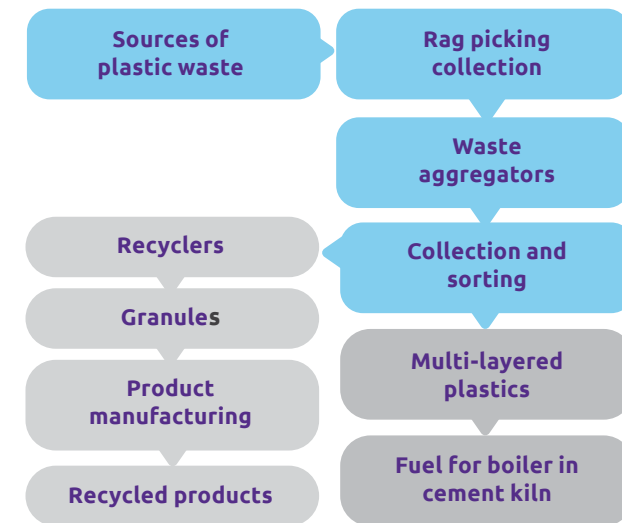 Sources of
plastic waste
Rag picking
collection
Waste
aggregators
Collection and
sorting
Recyclers
Granules
Product
manufacturing
Recycled products
Multi-layered
plastics
Fuel for boiler in
cement kiln